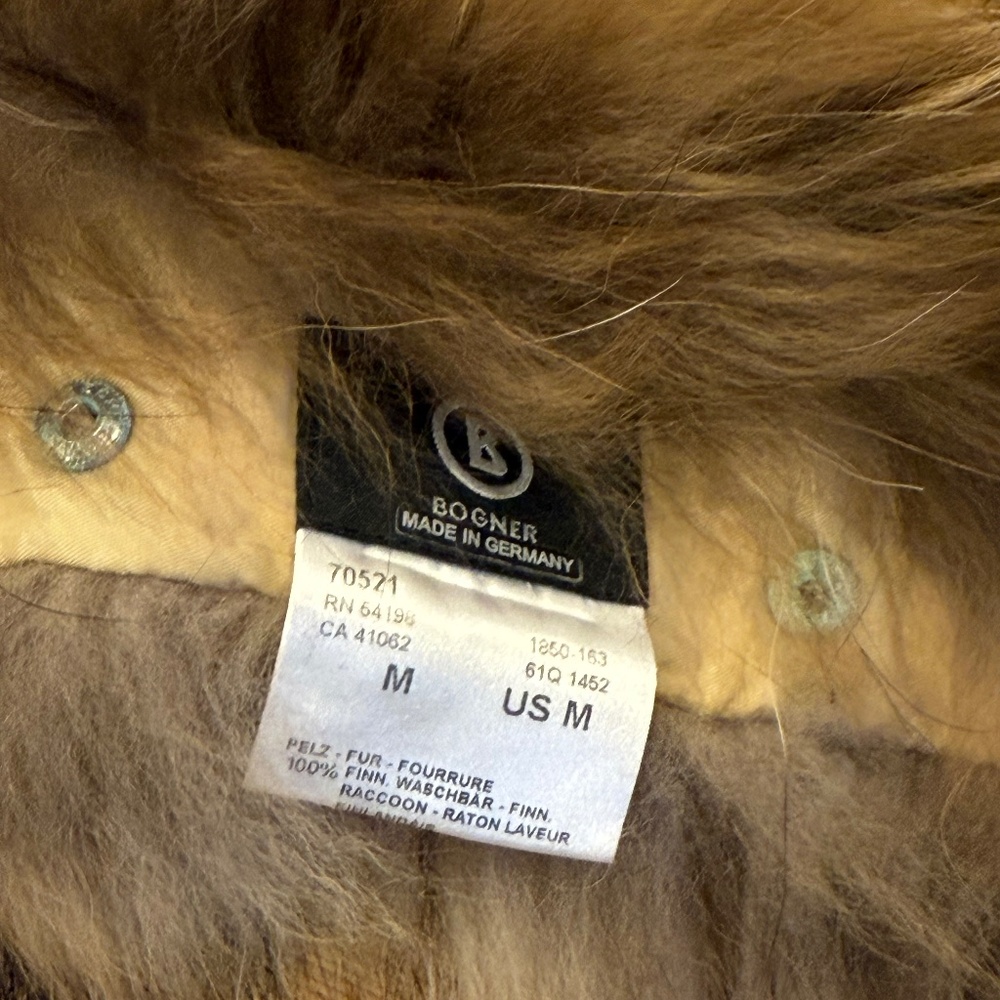 B
BOGNER
MADE IN GERMANY
70521
RN 54198
CA 41062
1850-163
61Q 1452
M
US M
PELZ - FUR - FOURRURE
100% FINN. WASCHBÄR - FINN.
RACCOON - RATON LAVEUR